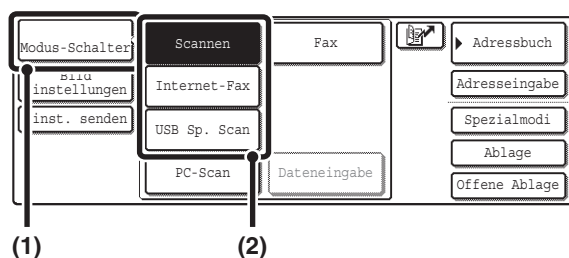 Modus-Schalter
Scannen
Fax
Adressbuch
Bild
instellungen
Internet-Fax
Adresseingabe
inst. senden
USB Sp. Scan
Spezialmodi
PC-Scan
Dateneingabe
Ablage
Offene Ablage
(1)
(2)